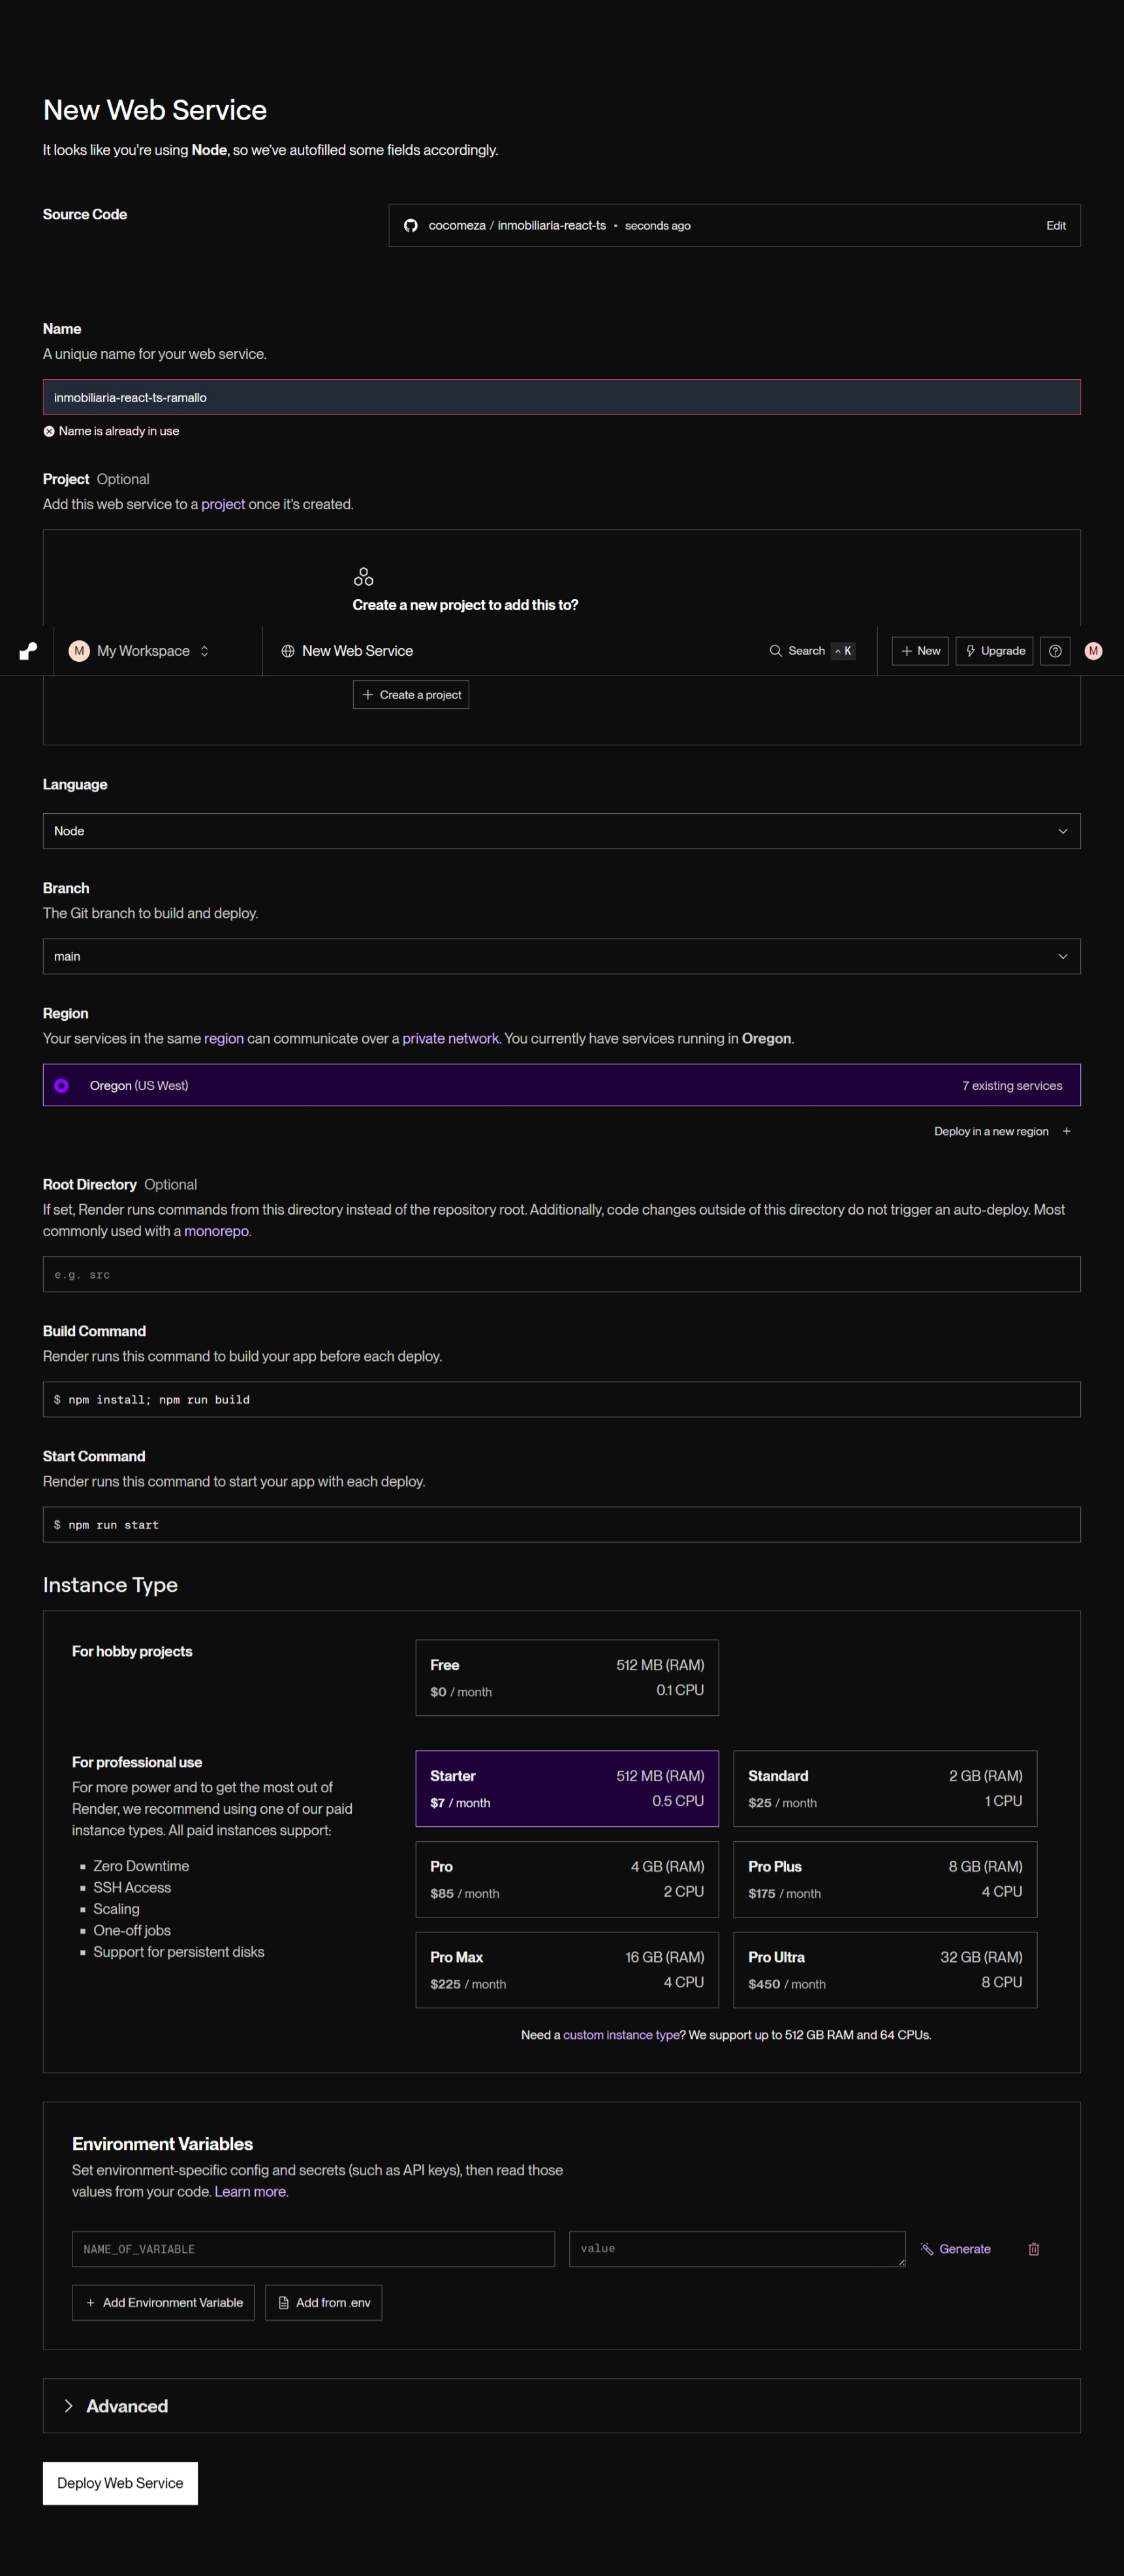 New Web Service
It looks like you're using Node, so we've autofilled some fields accordingly.
Source Code
cocomeza / inmobiliaria-react-ts • seconds ago
Edit
Name
A unique name for your web service.
inmobiliaria-react-ts-ramallo
Name is already in use
Project Optional
Add this web service to a project once it's created.
Create a new project to add this to?
M My Workspace
New Web Service
Search ^ K
+ New
Upgrade
M
+ Create a project
Language
Node
Branch
The Git branch to build and deploy.
main
Region
Your services in the same region can communicate over a private network. You currently have services running in Oregon.
Oregon (US West)
7 existing services
Deploy in a new region +
Root Directory Optional
If set, Render runs commands from this directory instead of the repository root. Additionally, code changes outside of this directory do not trigger an auto-deploy. Most
commonly used with a monorepo.
e.g. src
Build Command
Render runs this command to build your app before each deploy.
$ npm install; npm run build
Start Command
Render runs this command to start your app with each deploy.
$ npm run start
Instance Type
For hobby projects
Free 512 MB (RAM)
$0 / month 0.1 CPU
For professional use
For more power and to get the most out of
Render, we recommend using one of our paid
instance types. All paid instances support:
▪ Zero Downtime
▪ SSH Access
▪ Scaling
▪ One-off jobs
▪ Support for persistent disks
Starter 512 MB (RAM)
$7 / month 0.5 CPU
Standard 2 GB (RAM)
$25 / month 1 CPU
Pro 4 GB (RAM)
$85 / month 2 CPU
Pro Plus 8 GB (RAM)
$175 / month 4 CPU
Pro Max 16 GB (RAM)
$225 / month 4 CPU
Pro Ultra 32 GB (RAM)
$450 / month 8 CPU
Need a custom instance type? We support up to 512 GB RAM and 64 CPUs.
Environment Variables
Set environment-specific config and secrets (such as API keys), then read those
values from your code. Learn more.
NAME_OF_VARIABLE
value
Generate
+ Add Environment Variable
Add from .env
Advanced
Deploy Web Service